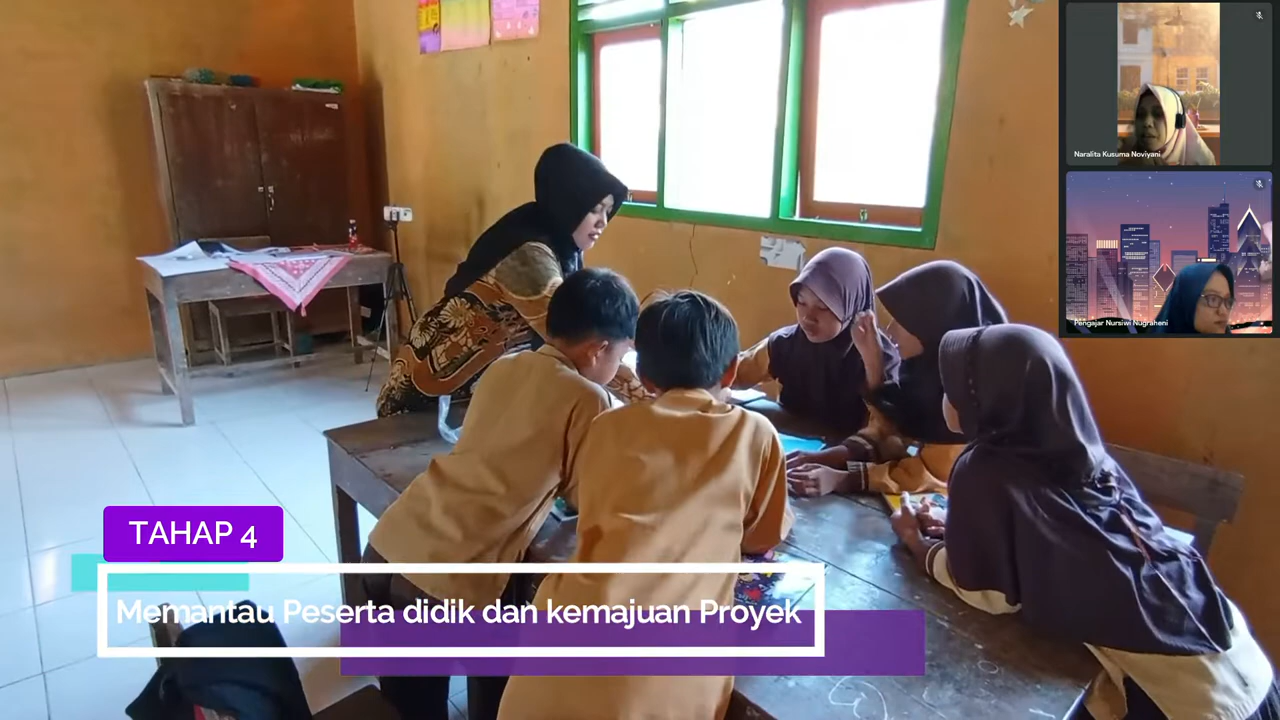 Naralita Kusuma Noviyani
Pengajar Nursiwi Nugraheni
TAHAP 4
Memantau Peserta didik dan kemajuan Proyek